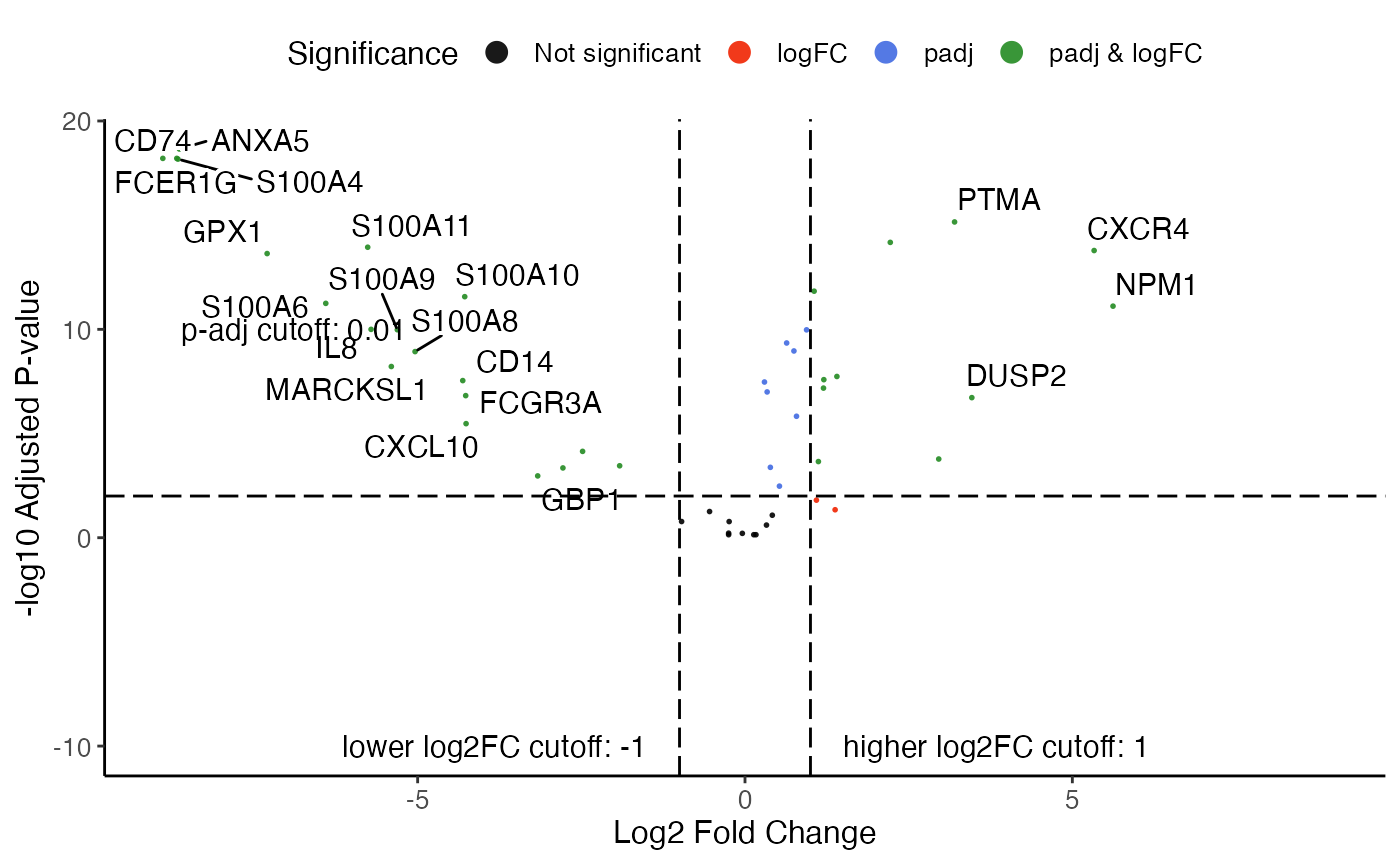 Significance Not significant logFC padj padj & logFC
20
CD74 ANXA5
FCER1G S100A4
PTMA
GPX1 S100A11 CXCR4
S100A9 S100A10 NPM1
S100A6 S100A8
10
p-adj cutoff: 0.01
IL8 CD14
MARCKSL1 FCGR3A DUSP2
CXCL10
GBP1
0
-10
lower log2FC cutoff: -1 higher log2FC cutoff: 1
-5 0 5
Log2 Fold Change
-log10 Adjusted P-value